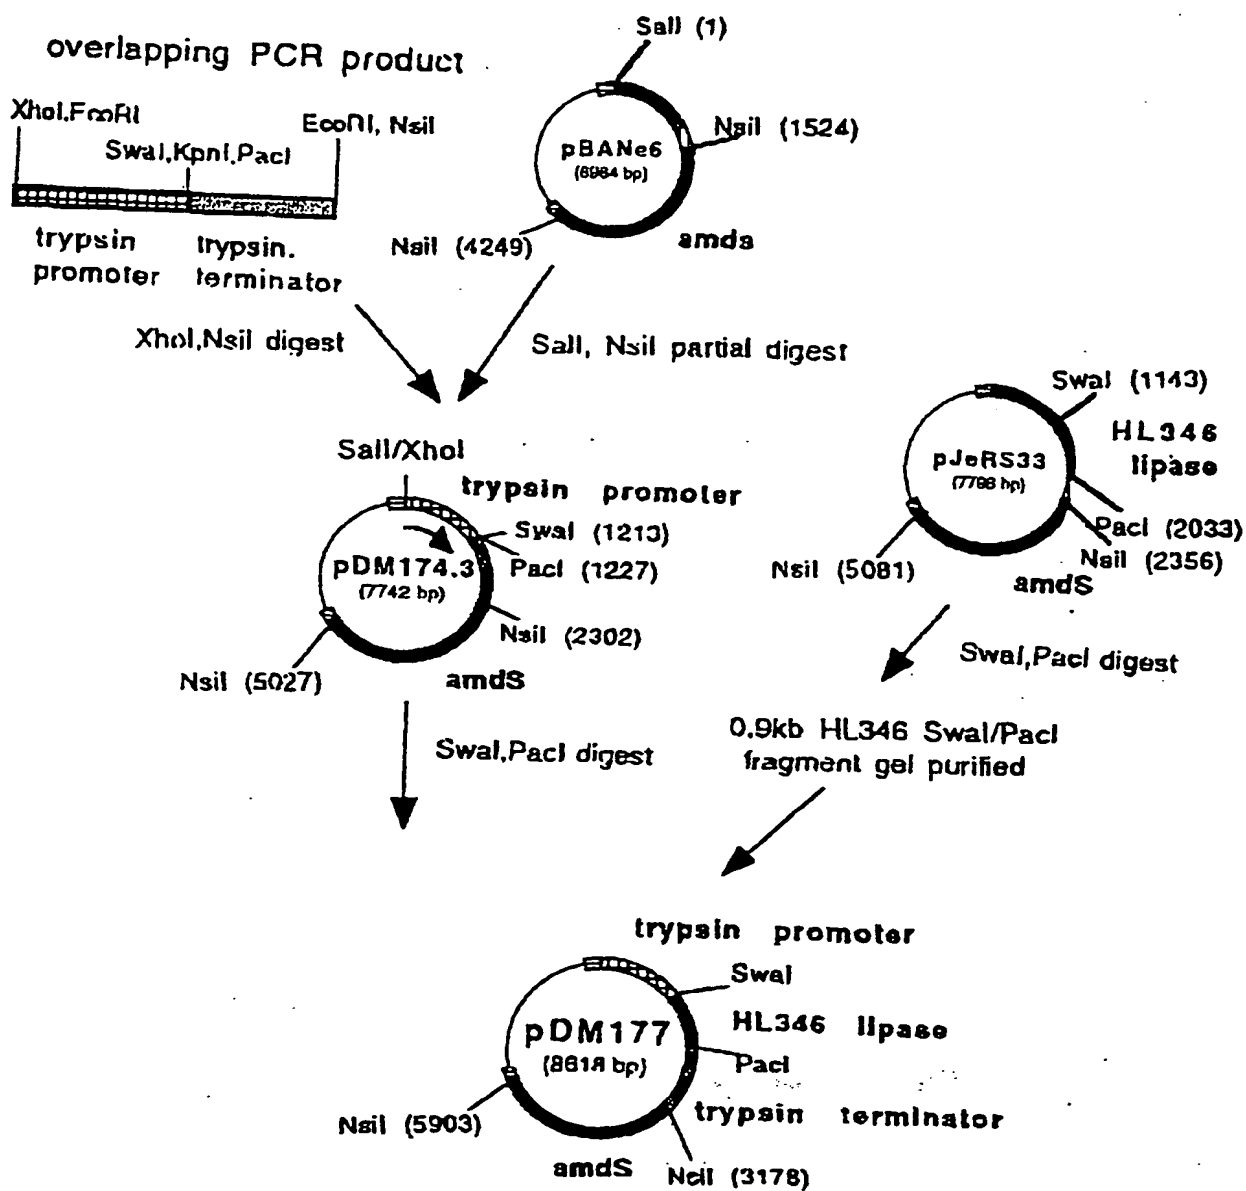 SalI (1)
overlapping PCR product
XhoI,EcoRI
EcoRI, NsiI
SwaI,KpnI,PacI
NsiI (1524)
pBANe6
(6964 bp)
trypsin promoter
trypsin. terminator
NsiI (4249)
amds
XhoI,NsiI digest
SalI, NsiI partial digest
SwaI (1143)
HL346
lipase
pJeRS33
(7798 bp)
PacI (2033)
NsiI (2356)
NsiI (5081)
amdS
SalI/XhoI
trypsin promoter
SwaI (1213)
PacI (1227)
pDM174.3
(7742 bp)
NsiI (2302)
NsiI (5027)
amdS
SwaI,PacI digest
SwaI,PacI digest
0.9kb HL346 SwaI/PacI
fragment gel purified
trypsin promoter
SwaI
HL346 lipase
pDM177
(8618 bp)
PacI
trypsin terminator
NsiI (5903)
amdS
NsiI (3178)